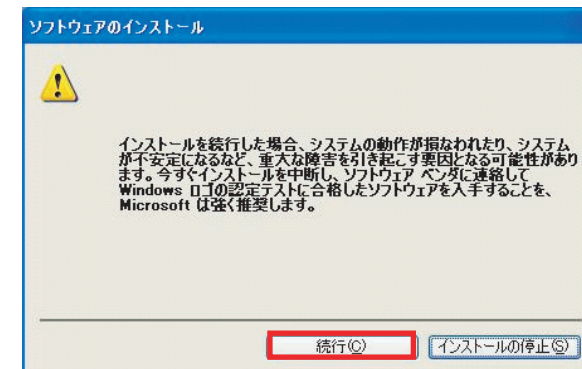 ソフトウェアのインストール
インストールを続行した場合、システムの動作が損なわれたり、システム
が不安定になるなど、重大な障害を引き起こす要因となる可能性があり
ます。今すぐインストールを中断し、ソフトウェア ベンダに連絡して
Windows ロゴの認定テストに合格したソフトウェアを入手することを、
Microsoft は強く推奨します。
続行(C)
インストールの停止(S)